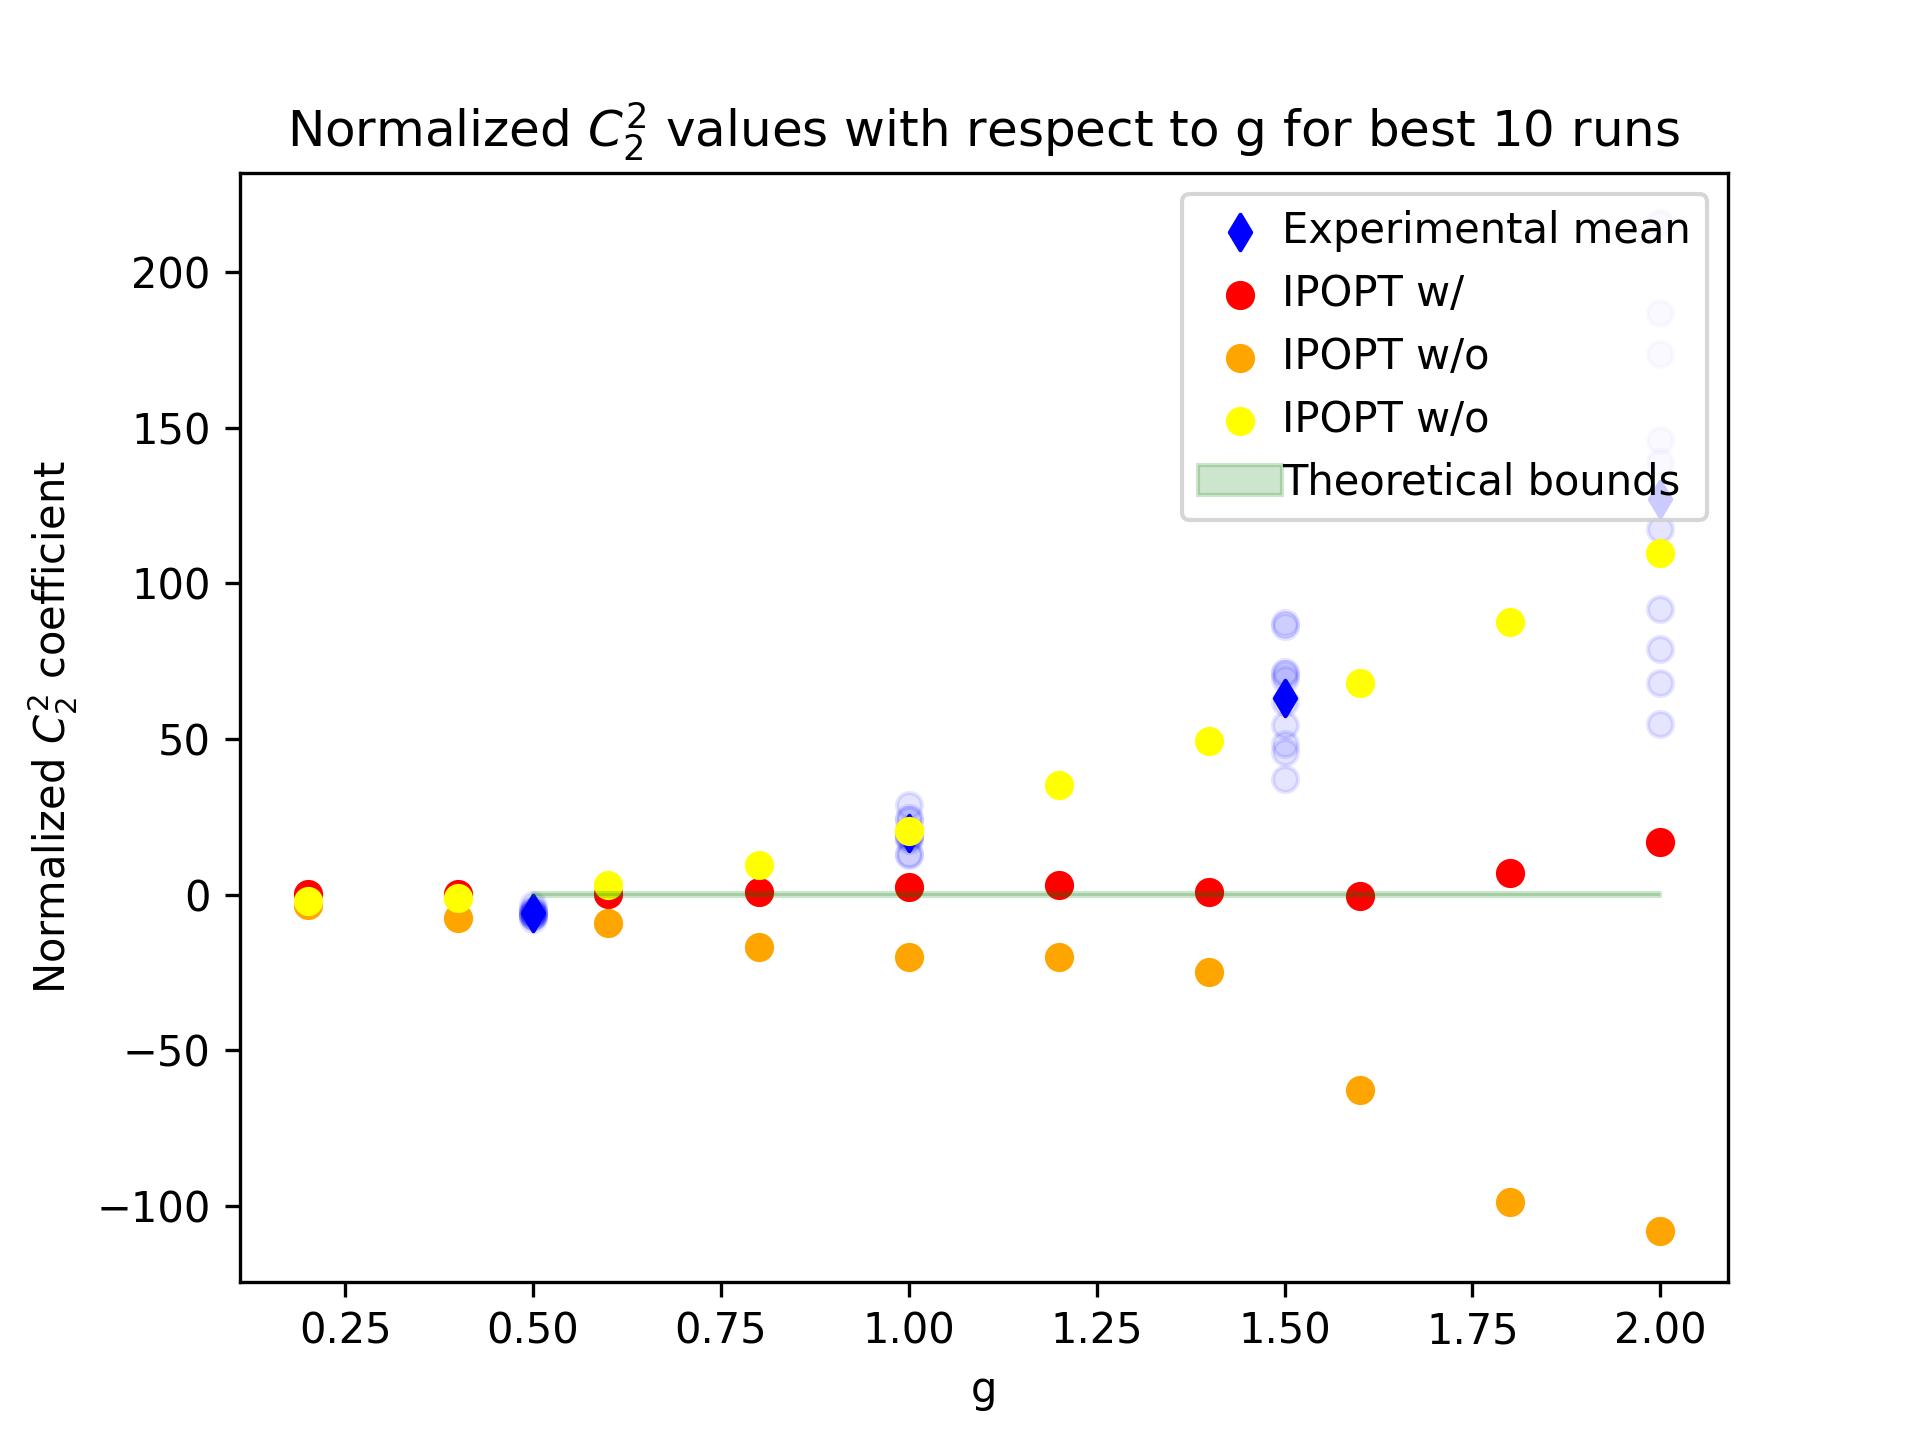 Normalized $C_2^2$ values with respect to g for best 10 runs
Experimental mean
IPOPT w/
IPOPT w/o
IPOPT w/o
Theoretical bounds
Normalized $C_2^2$ coefficient
200
150
100
50
0
−50
−100
0.25 0.50 0.75 1.00 1.25 1.50 1.75 2.00
g